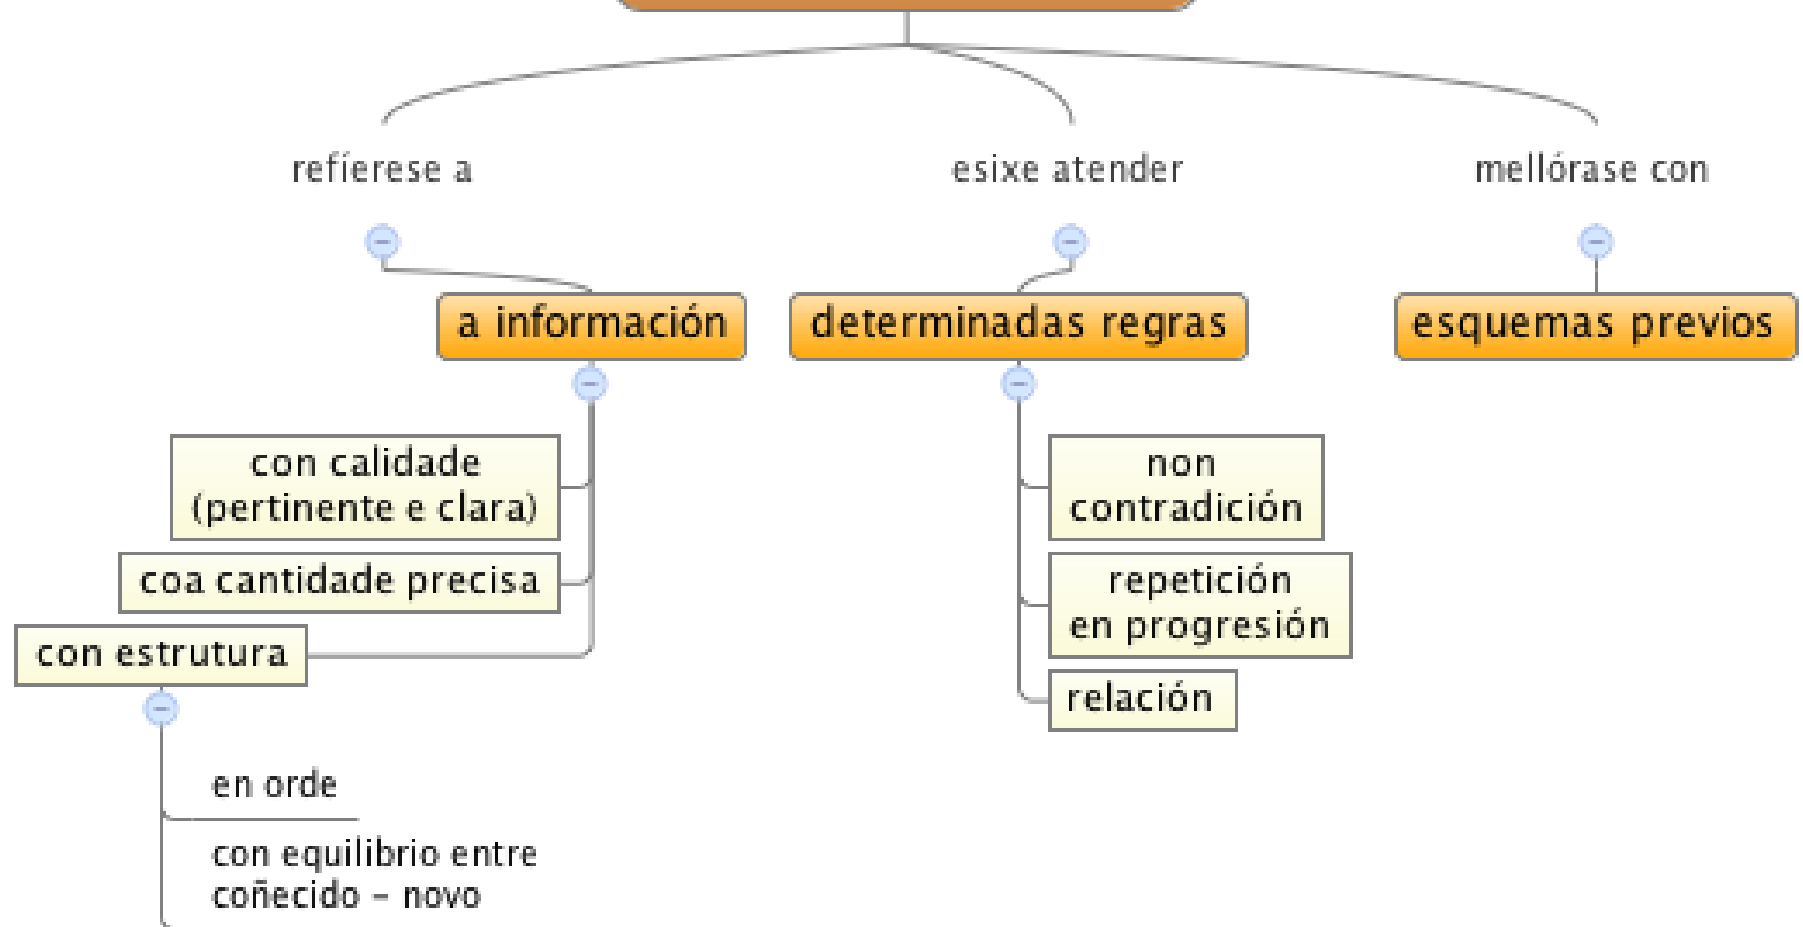 refíerese a
esixe atender
mellórase con
a información
determinadas regras
esquemas previos
con calidade
(pertinente e clara)
coa cantidade precisa
con estrutura
en orde
con equilibrio entre
coñecido – novo
non
contradición
repetición
en progresión
relación